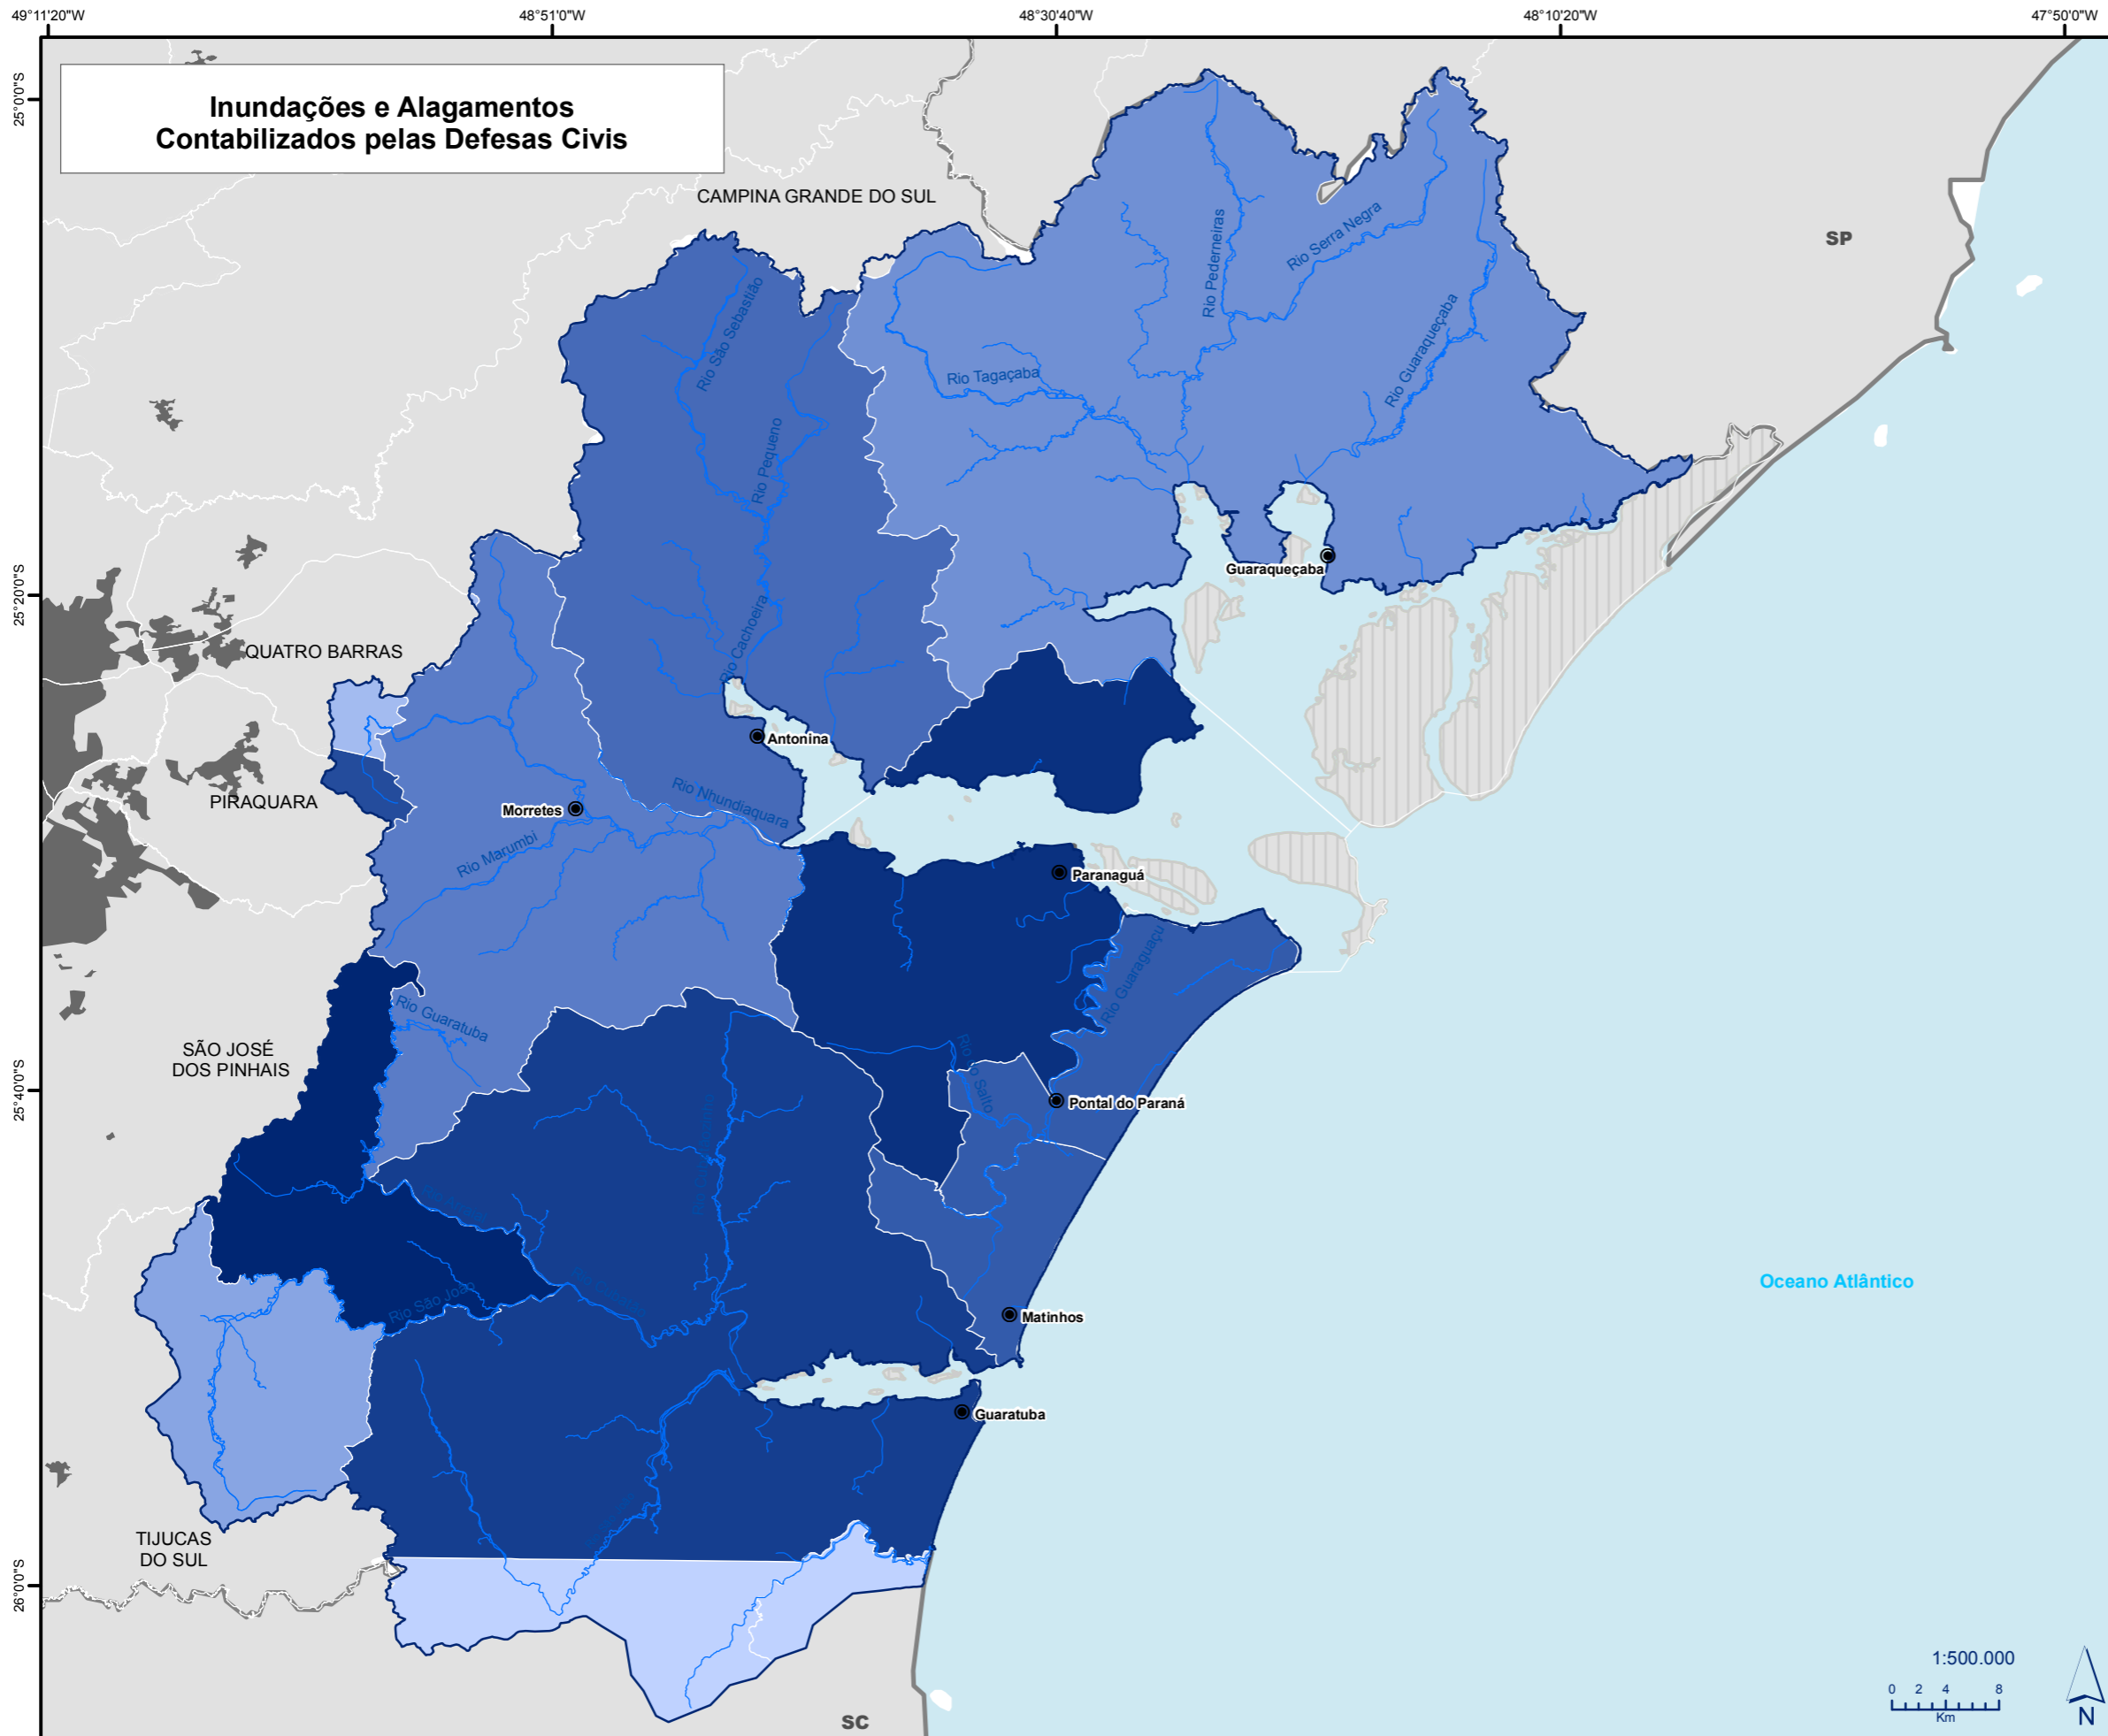 49°11'20"W
48°51'0"W
48°30'40"W
48°10'20"W
47°50'0"W
25°0'0"S
25°20'0"S
25°40'0"S
26°0'0"S
Inundações e Alagamentos
Contabilizados pelas Defesas Civis
CAMPINA GRANDE DO SUL
SP
Rio Pederneiras
Rio Serra Negra
Rio São Sebastião
Rio Guaraqueçaba
Rio Tagaçaba
Rio Pequeno
Guaraqueçaba
Rio Cachoeira
QUATRO BARRAS
Antonina
PIRAQUARA
Rio Nhundiaquara
Morretes
Rio Marumbi
Paranaguá
Rio Guaraguaçu
Rio Guaratuba
SÃO JOSÉ
DOS PINHAIS
Rio do Salto
Pontal do Paraná
Rio São João
Oceano Atlântico
Matinhos
Guaratuba
TIJUCAS
DO SUL
SC
1:500.000
0 2 4 8
Km
N